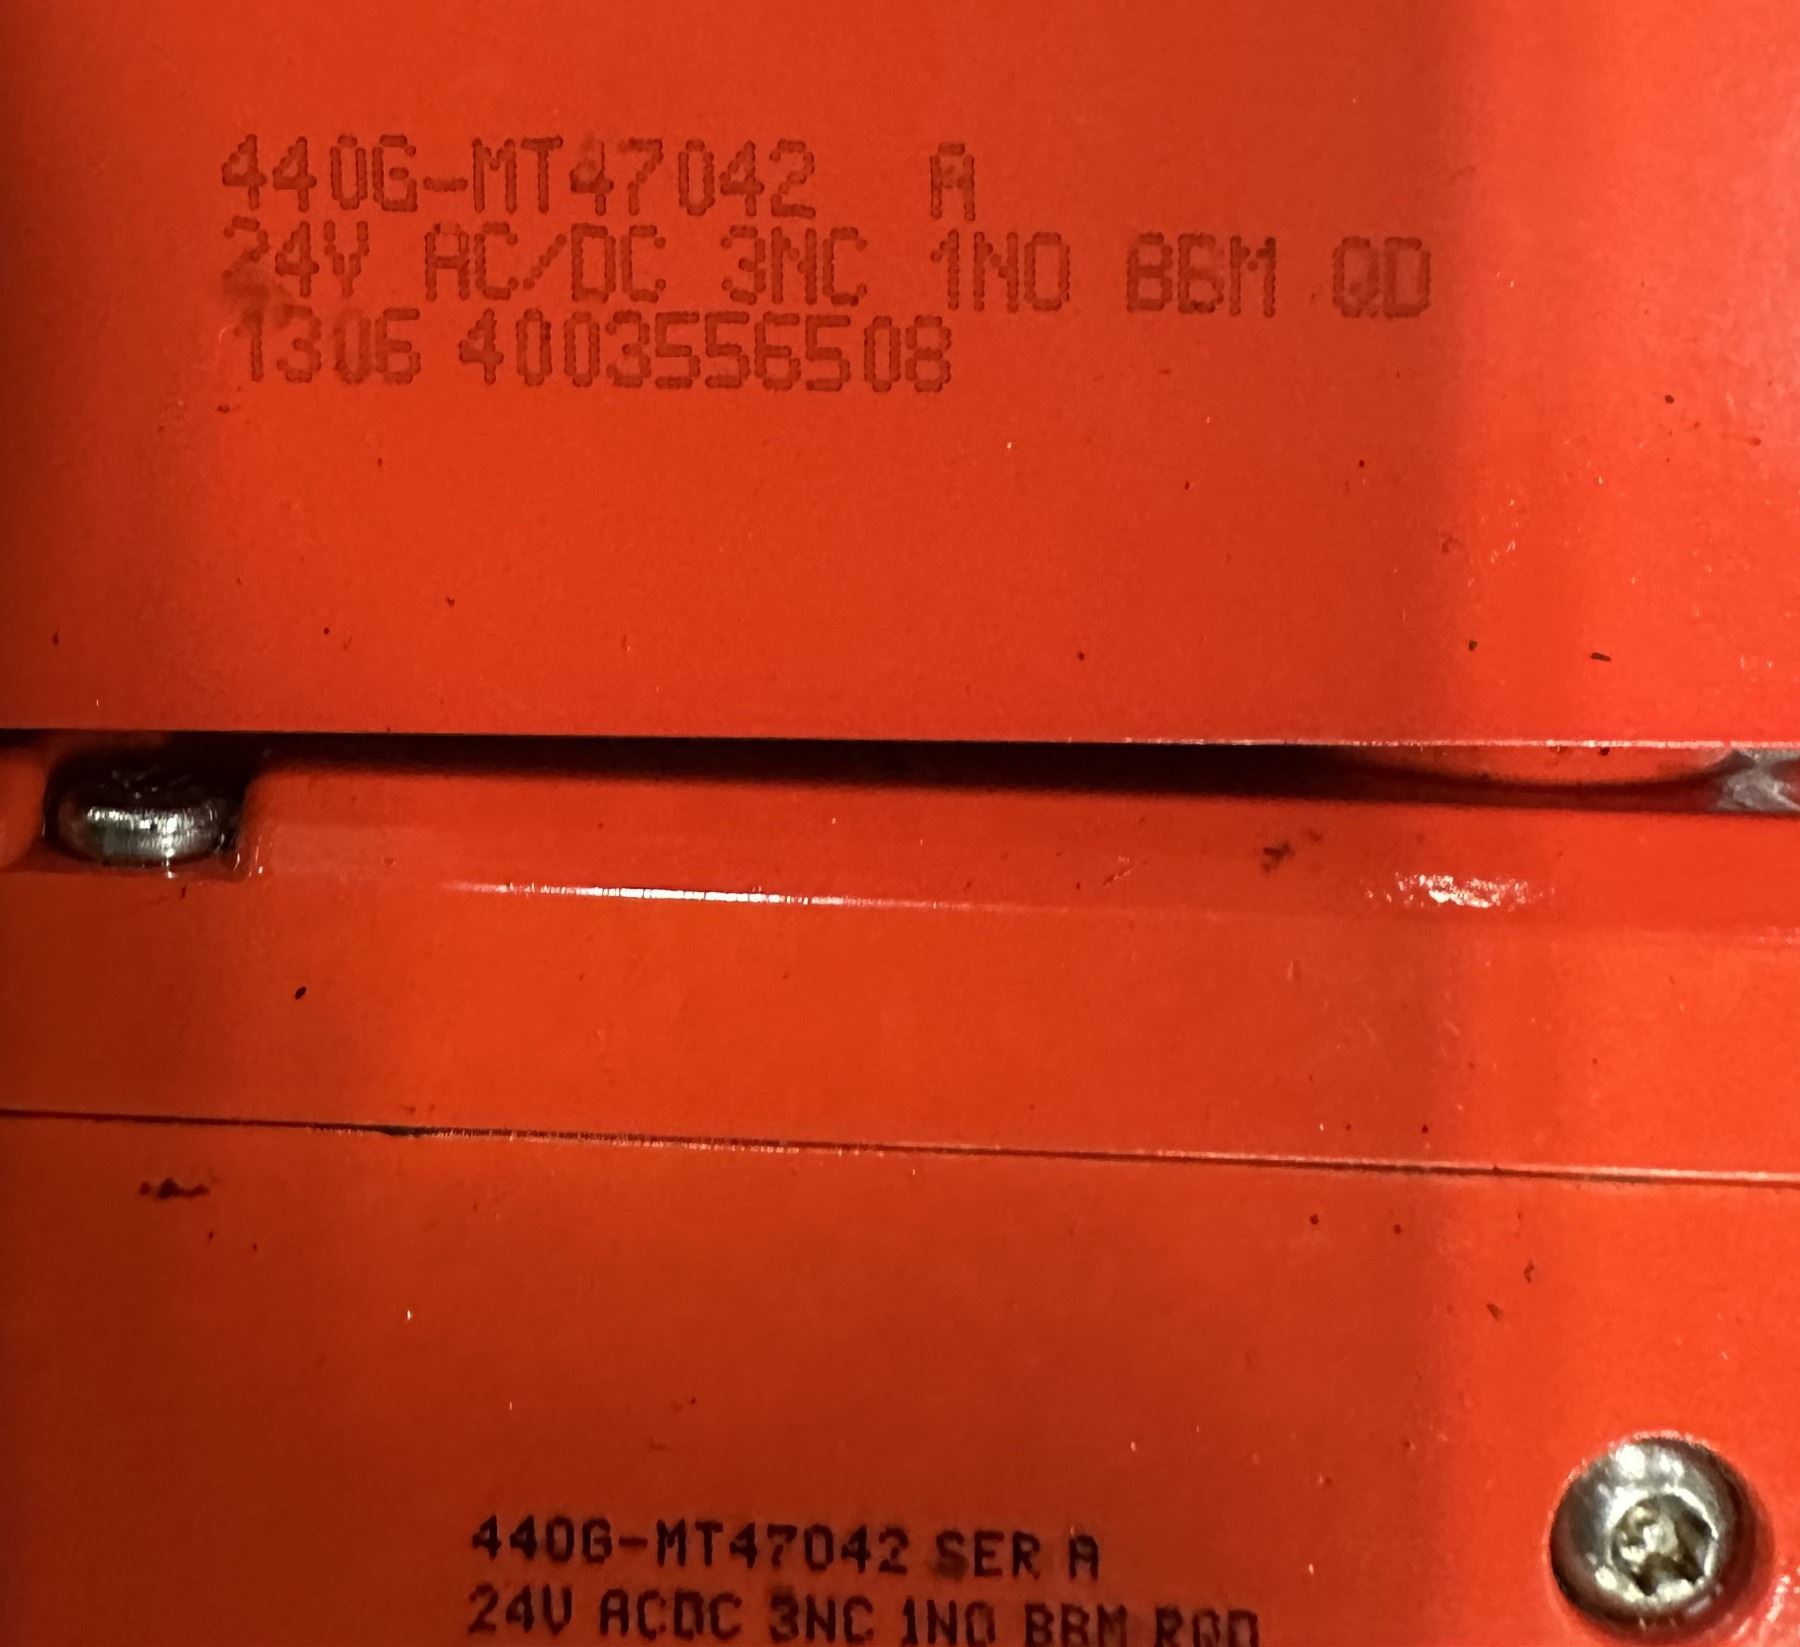 440G-MT47042 A
24V AC/DC 3NC 1NO BBM QD
1306 4003556508
440G-MT47042 SER A
24V ACDC 3NC 1NO BBM RQD